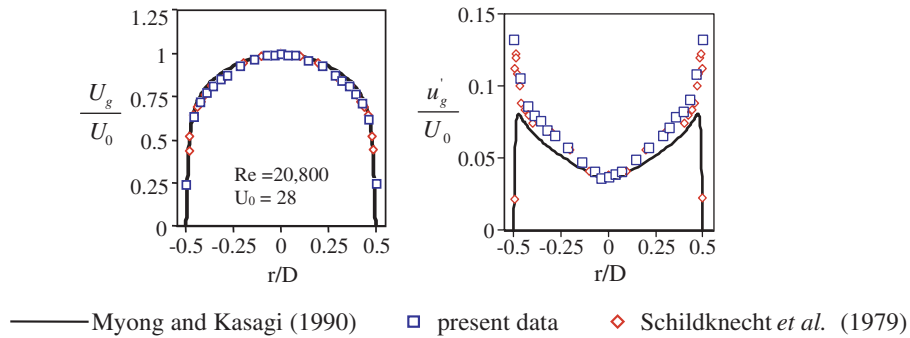 1.25
1
0.75
0.5
0.25
0
U_g
U_0
Re =20,800
U_0 = 28
-0.5 -0.25 0 0.25 0.5
r/D
0.15
0.1
0.05
0
u'_g
U_0
-0.5 -0.25 0 0.25 0.5
r/D
Myong and Kasagi (1990) present data Schildknecht et al. (1979)